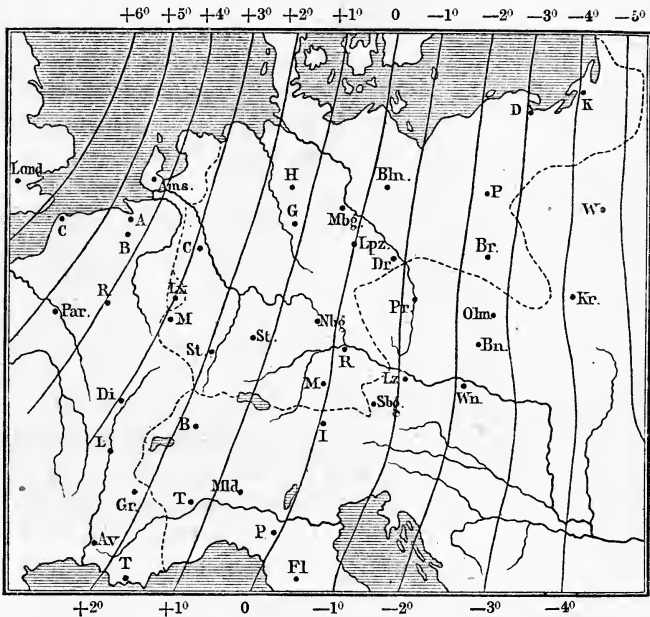 +6° +5° +4° +3° +2° +1° 0 −1° −2° −3° −4° −5°
K
D
Lond.
Ams.
H
Bln.
P
C
A
Mbg.
W.
B
G
C
Lpz.
Br.
Dr.
R
Lx.
Kr.
Par.
M
Nbg.
Pr.
Olm.
St.
St.
R.
Bn.
M.
Lz.
Wn.
Di.
Sbg.
B
I
L
Gr.
T
Mld.
P.
Av.
T
Fl
+2° +1° 0 −1° −2° −3° −4°